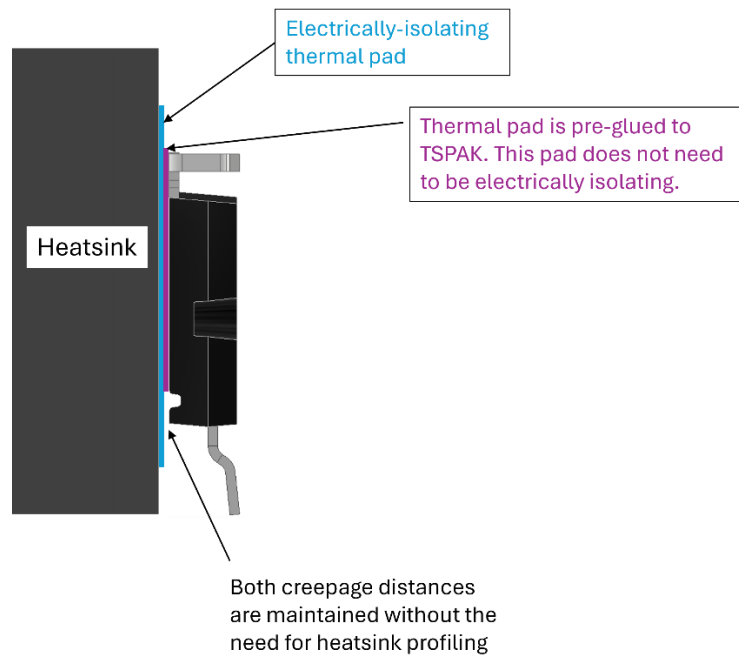 Electrically-isolating
thermal pad
Thermal pad is pre-glued to
TSPAK. This pad does not need
to be electrically isolating.
Heatsink
Both creepage distances
are maintained without the
need for heatsink profiling